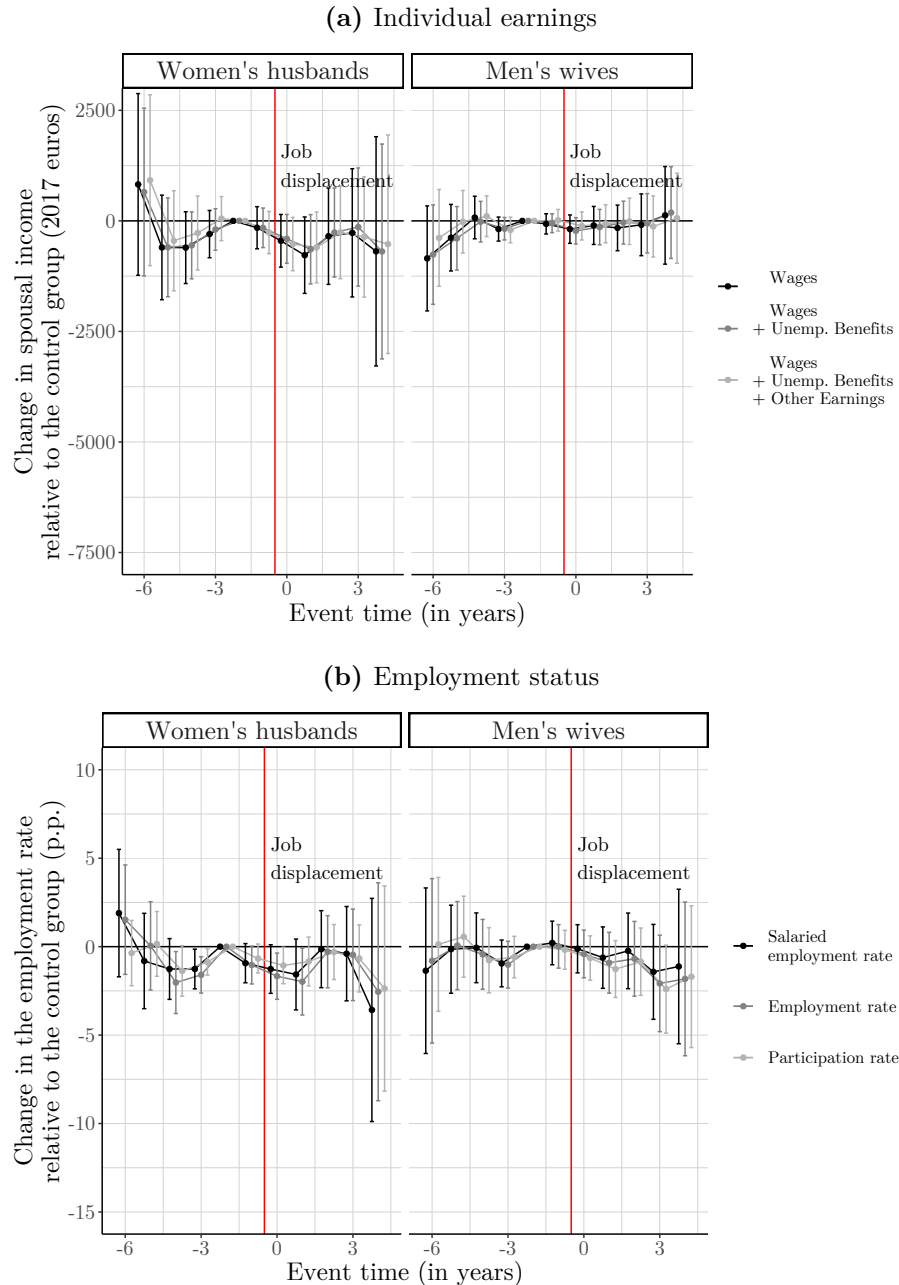 (a) Individual earnings
Women's husbands
Men's wives
Change in spousal income
relative to the control group (2017 euros)
2500
0
-2500
-5000
-7500
Job
displacement
Job
displacement
-6
-3
0
3
-6
-3
0
3
Event time (in years)
Wages
Wages
+ Unemp. Benefits
Wages
+ Unemp. Benefits
+ Other Earnings
(b) Employment status
Women's husbands
Men's wives
Change in the employment rate
relative to the control group (p.p.)
10
5
0
-5
-10
-15
Job
displacement
Job
displacement
-6
-3
0
3
-6
-3
0
3
Event time (in years)
Salaried
employment rate
Employment rate
Participation rate